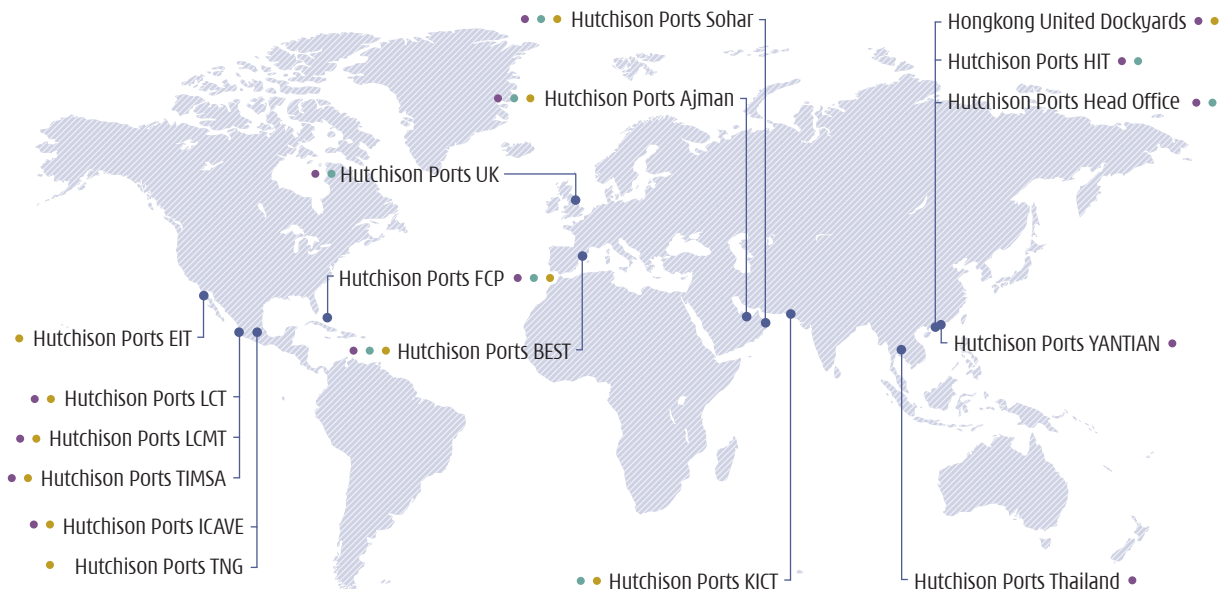 Hutchison Ports Sohar
Hongkong United Dockyards
Hutchison Ports HIT
Hutchison Ports Ajman
Hutchison Ports Head Office
Hutchison Ports UK
Hutchison Ports FCP
Hutchison Ports EIT
Hutchison Ports BEST
Hutchison Ports YANTIAN
Hutchison Ports LCT
Hutchison Ports LCMT
Hutchison Ports TIMSA
Hutchison Ports ICAVE
Hutchison Ports TNG
Hutchison Ports KICT
Hutchison Ports Thailand